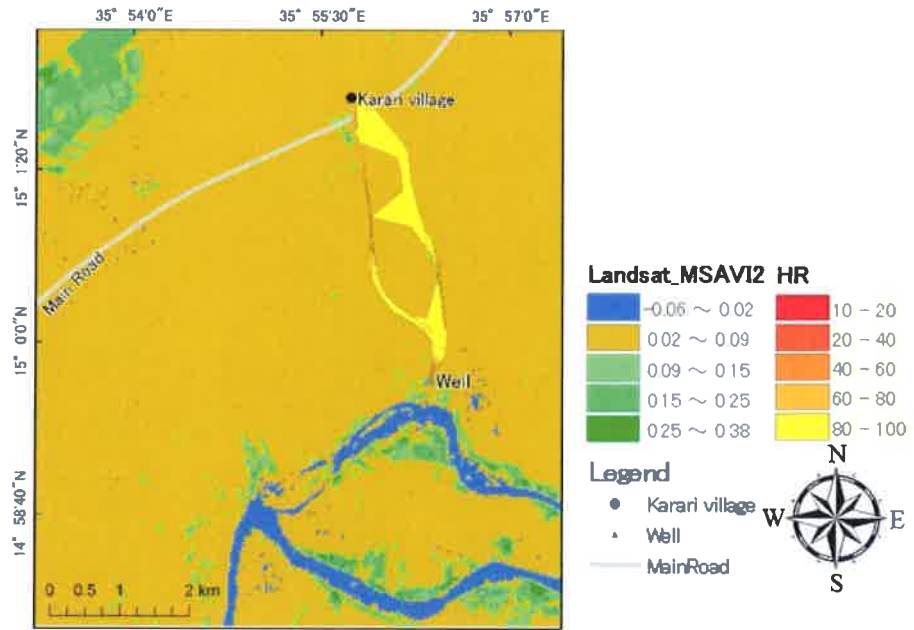 35° 54'0"E 35° 55'30"E 35° 57'0"E
15° 1'20"N
15° 0'0"N
14° 58'40"N
Karari village
Main Road
Well
0 0.5 1 2 km
Landsat_MSAVI2 HR
-0.06 ~ 0.02 10 - 20
0.02 ~ 0.09 20 - 40
0.09 ~ 0.15 40 - 60
0.15 ~ 0.25 60 - 80
0.25 ~ 0.38 80 - 100
Legend
Karari village
Well
MainRoad
N
W E
S